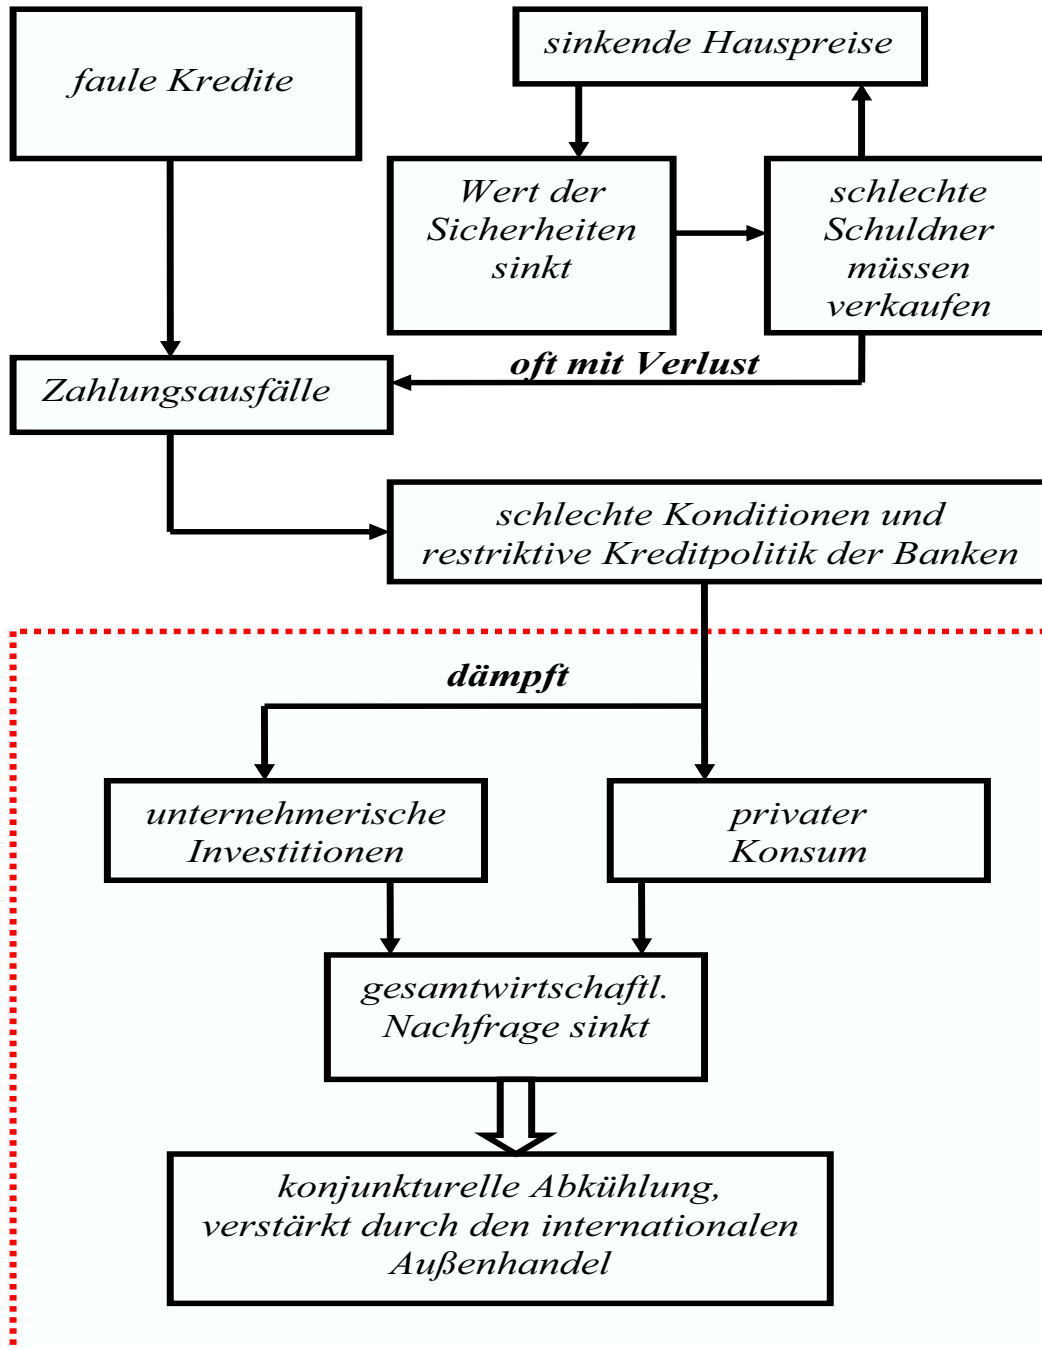 faule Kredite
sinkende Hauspreise
Wert der
Sicherheiten
sinkt
schlechte
Schuldner
müssen
verkaufen
oft mit Verlust
Zahlungsausfälle
schlechte Konditionen und
restriktive Kreditpolitik der Banken
dämpft
unternehmerische
Investitionen
privater
Konsum
gesamtwirtschaftl.
Nachfrage sinkt
konjunkturelle Abkühlung,
verstärkt durch den internationalen
Außenhandel